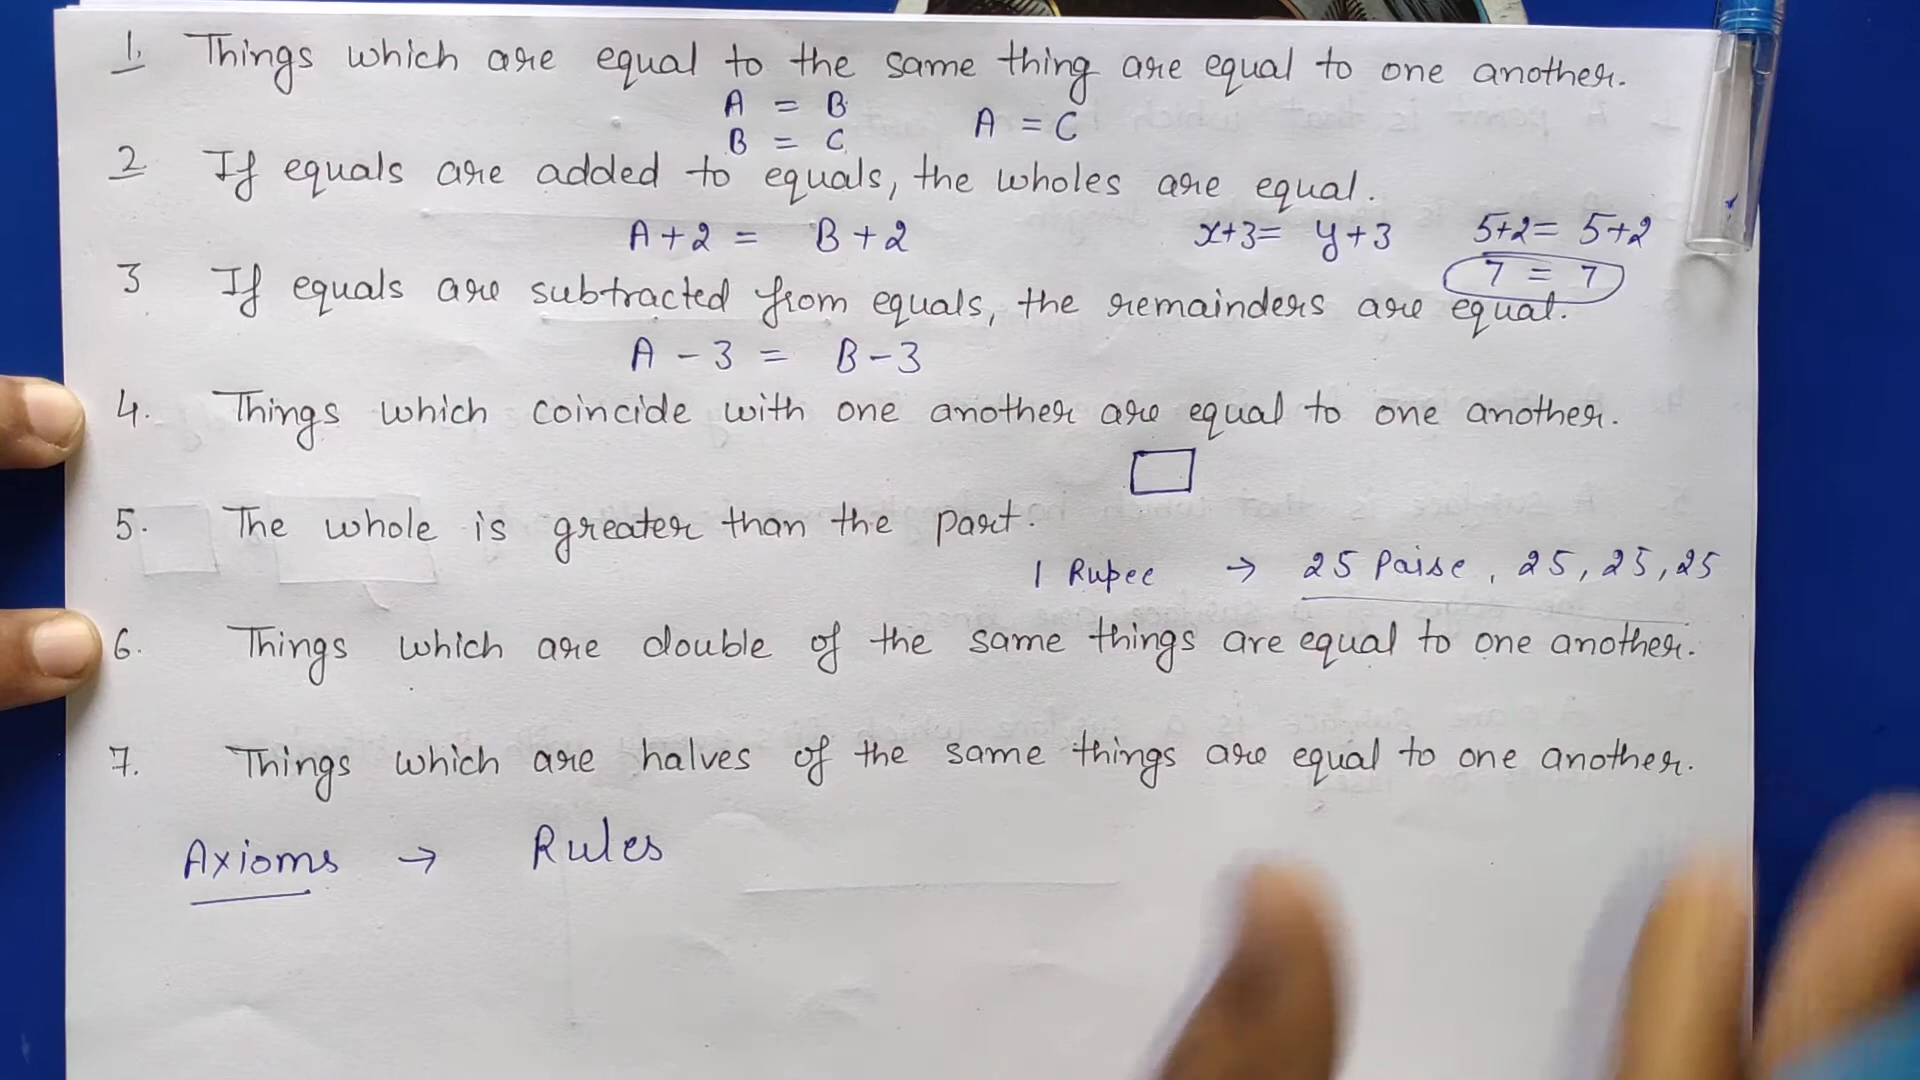 1. Things which are equal to the same thing are equal to one another.
A = B
B = C
A = C
2 If equals are added to equals, the wholes are equal.
A + 2 = B + 2
x+3 = y+3
5+2 = 5+2
7 = 7
3 If equals are subtracted from equals, the remainders are equal.
A - 3 = B - 3
4. Things which coincide with one another are equal to one another.
5. The whole is greater than the part.
1 Rupee → 25 Paise, 25, 25, 25
6. Things which are double of the same things are equal to one another.
7. Things which are halves of the same things are equal to one another.
Axioms → Rules